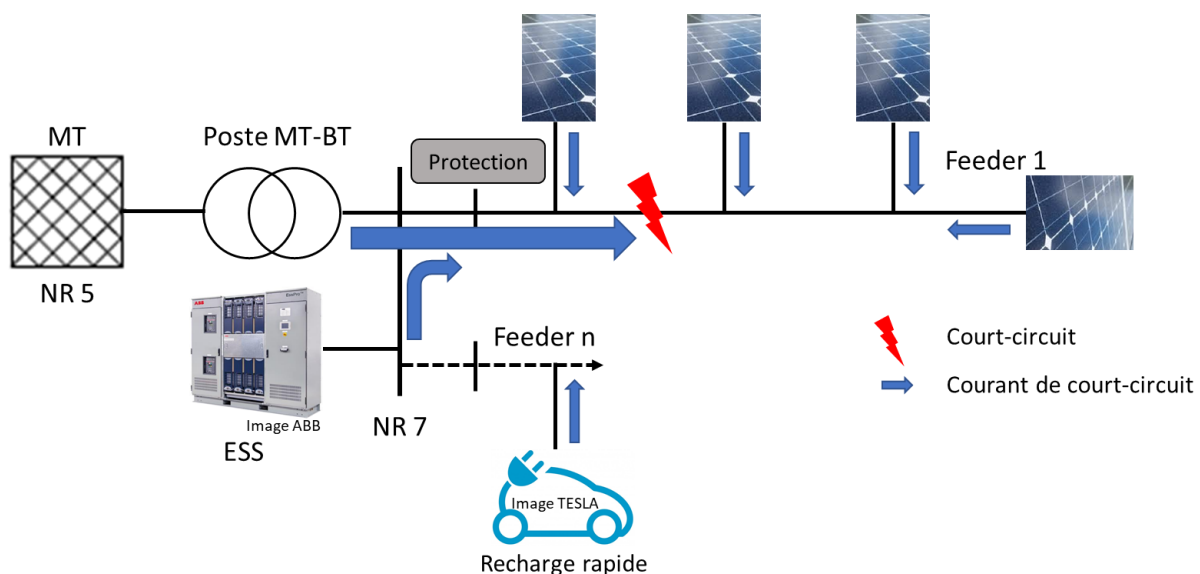 MT
Poste MT-BT
Protection
Feeder 1
NR 5
ABB
Image ABB
ESS
NR 7
Feeder n
Court-circuit
Courant de court-circuit
Image TESLA
Recharge rapide